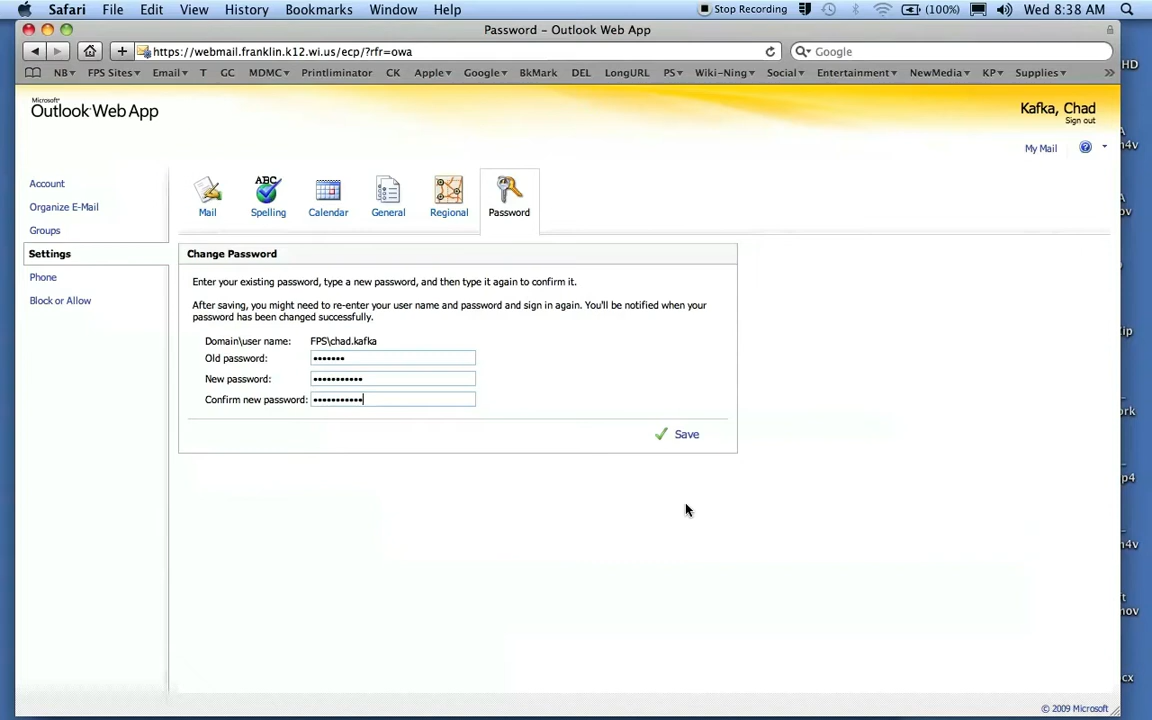 Safari File Edit View History Bookmarks Window Help Stop Recording (100%) Wed 8:38 AM
Password – Outlook Web App
https://webmail.franklin.k12.wi.us/ecp/?rfr=owa Google
NB FPS Sites Email T GC MDMC Printliminator CK Apple Google BkMark DEL LongURL PS Wiki-Ning Social Entertainment NewMedia KP Supplies
HD
Microsoft
Outlook Web App
Kafka, Chad
Sign out
My Mail
Account
Organize E-Mail
Groups
Settings
Phone
Block or Allow
ABC
Mail Spelling Calendar General Regional Password
Change Password
Enter your existing password, type a new password, and then type it again to confirm it.
After saving, you might need to re-enter your user name and password and sign in again. You'll be notified when your
password has been changed successfully.
Domain\user name: FPS\chad.kafka
Old password: •••••••
New password: •••••••••••
Confirm new password: •••••••••••
Save
© 2009 Microsoft